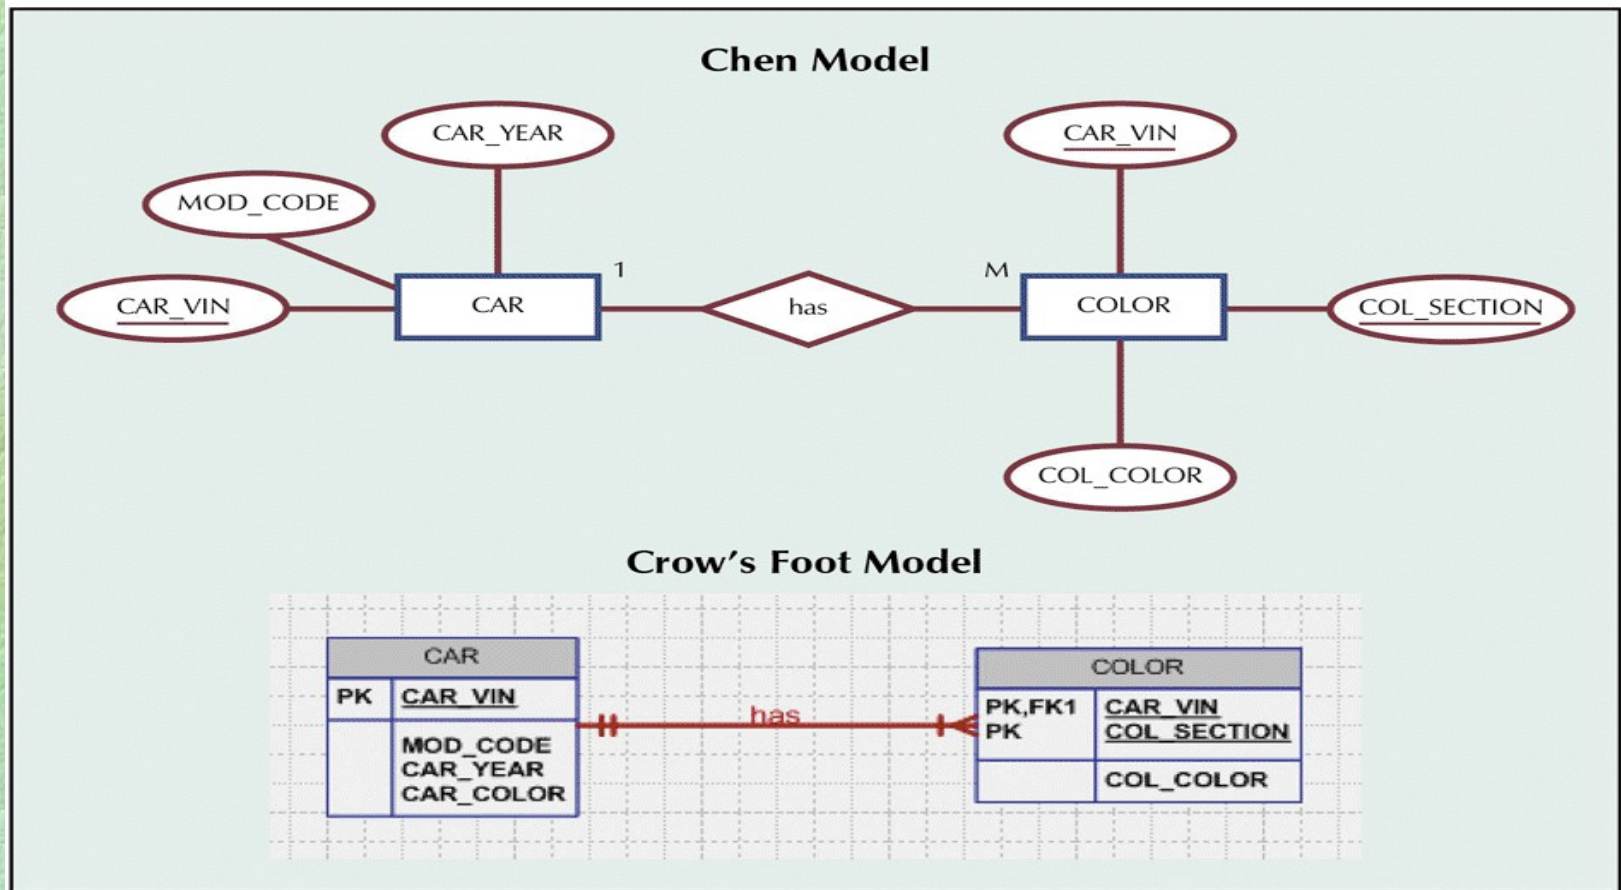 Chen Model
CAR_YEAR
CAR_VIN
MOD_CODE
1
M
CAR_VIN
CAR
has
COLOR
COL_SECTION
COL_COLOR
Crow's Foot Model
CAR
PK CAR_VIN
MOD_CODE
CAR_YEAR
CAR_COLOR
has
COLOR
PK,FK1 CAR_VIN
PK COL_SECTION
COL_COLOR